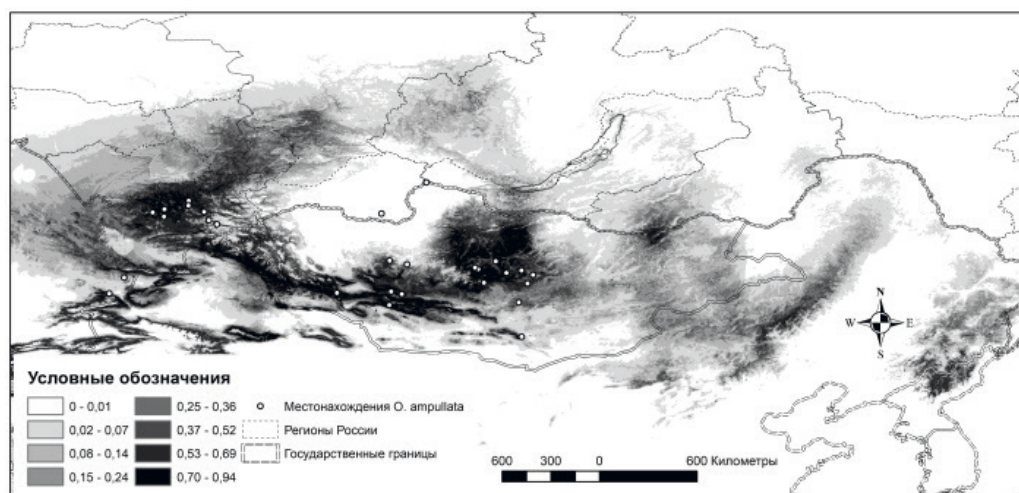 N
W E
S
Условные обозначения
0 - 0,01
0,02 - 0,07
0,08 - 0,14
0,15 - 0,24
0,25 - 0,36
0,37 - 0,52
0,53 - 0,69
0,70 - 0,94
Местонахождения O. ampullata
Регионы России
Государственные границы
600 300 0 600 Километры